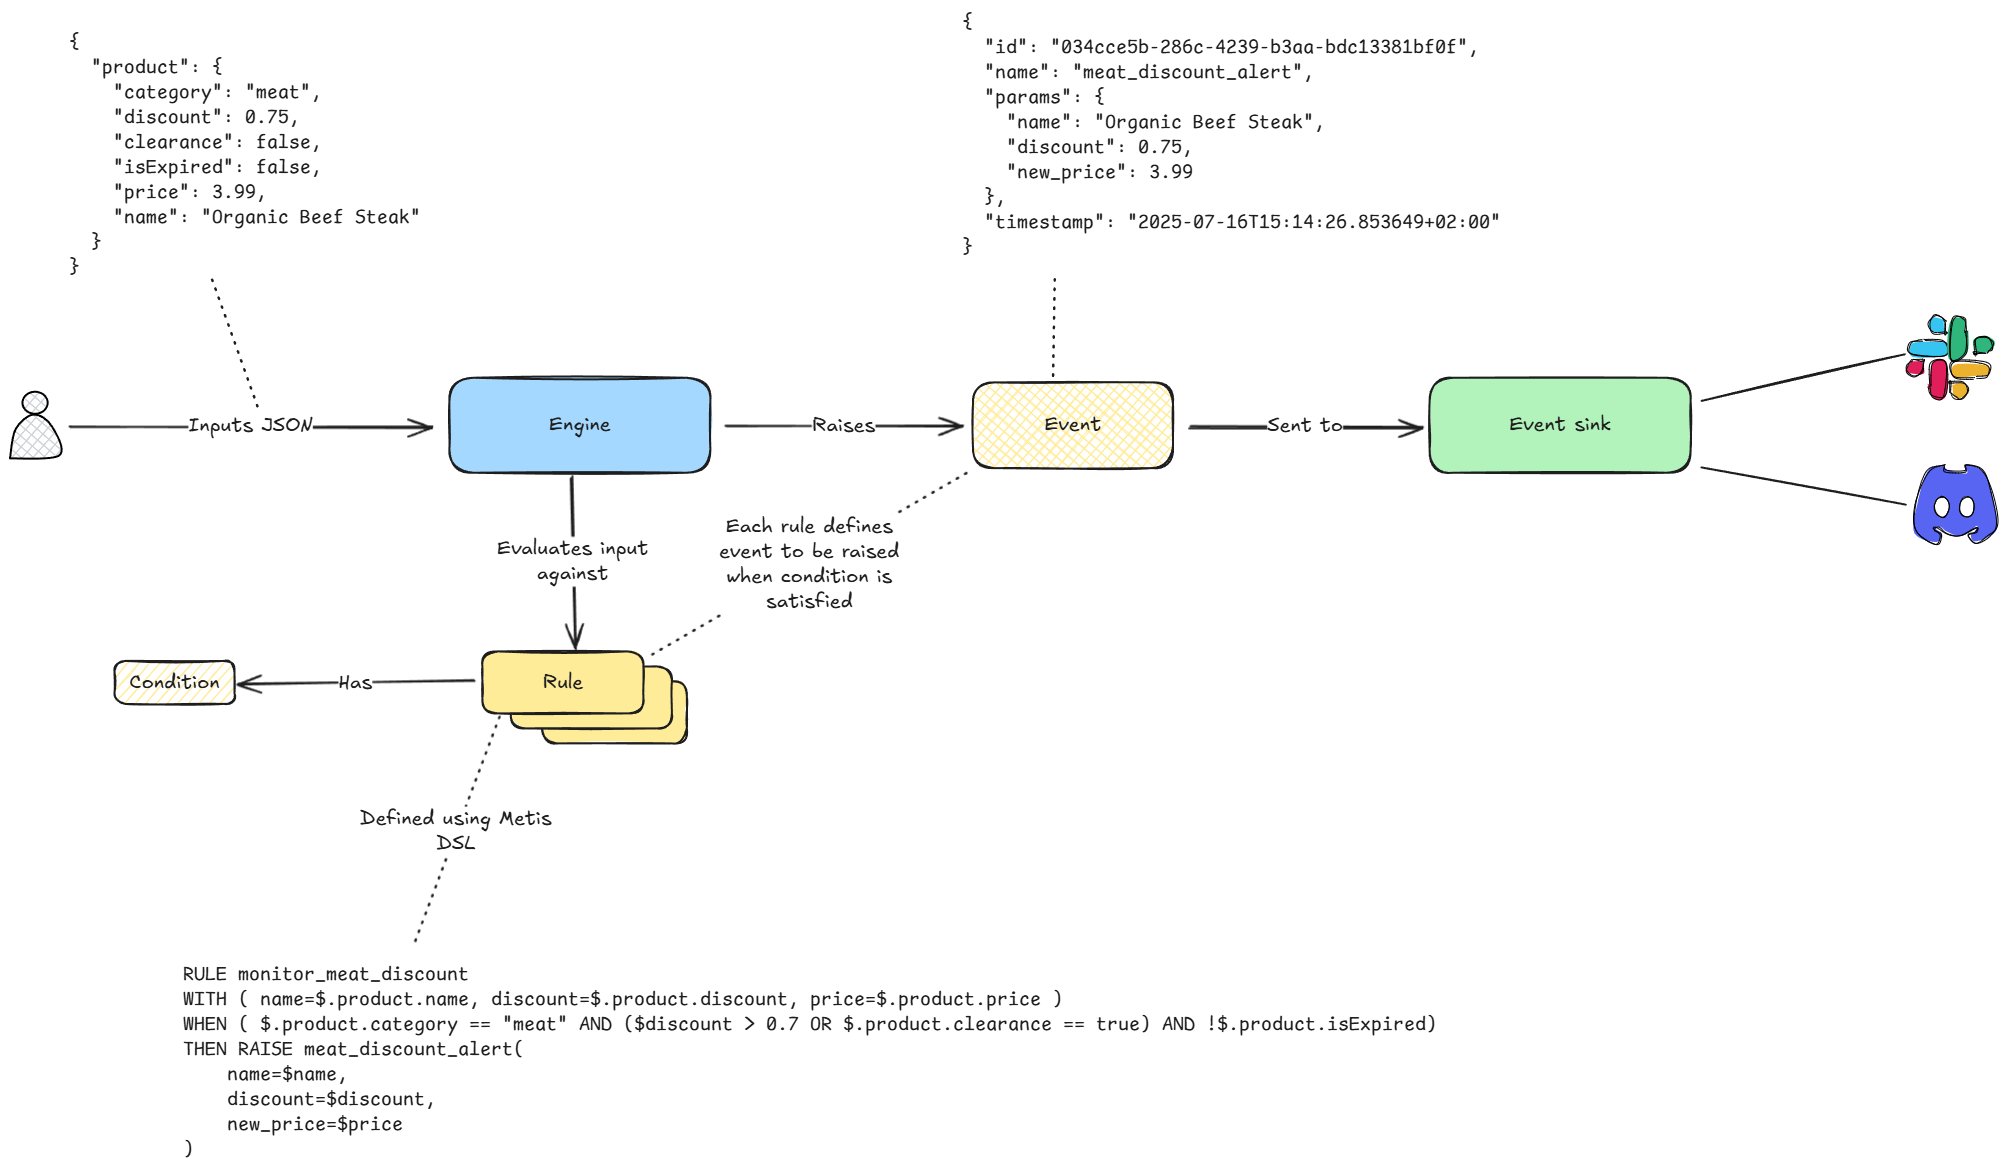 {
  "product": {
    "category": "meat",
    "discount": 0.75,
    "clearance": false,
    "isExpired": false,
    "price": 3.99,
    "name": "Organic Beef Steak"
  }
}
{
  "id": "034cce5b-286c-4239-b3aa-bdc13381bf0f",
  "name": "meat_discount_alert",
  "params": {
    "name": "Organic Beef Steak",
    "discount": 0.75,
    "new_price": 3.99
  },
  "timestamp": "2025-07-16T15:14:26.853649+02:00"
}
Inputs JSON
Engine
Raises
Event
Sent to
Event sink
Evaluates input
against
Each rule defines
event to be raised
when condition is
satisfied
Condition
Has
Rule
Defined using Metis
DSL
RULE monitor_meat_discount
WITH ( name=$.product.name, discount=$.product.discount, price=$.product.price )
WHEN ( $.product.category == "meat" AND ($discount > 0.7 OR $.product.clearance == true) AND !$.product.isExpired)
THEN RAISE meat_discount_alert(
    name=$name,
    discount=$discount,
    new_price=$price
)